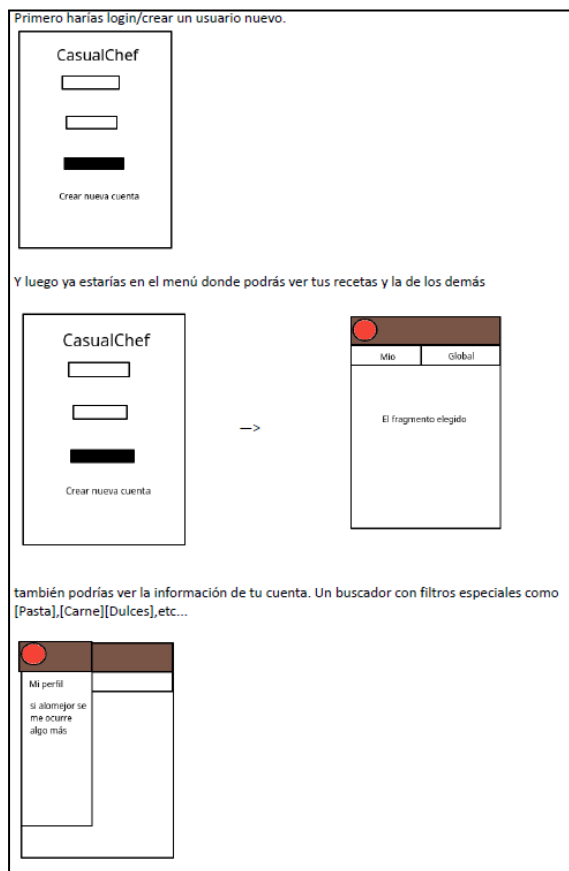 Primero harías login/crear un usuario nuevo.
CasualChef
Crear nueva cuenta
Y luego ya estarías en el menú donde podrás ver tus recetas y la de los demás
CasualChef
Crear nueva cuenta
—>
Mio
Global
El fragmento elegido
también podrías ver la información de tu cuenta. Un buscador con filtros especiales como
[Pasta],[Carne][Dulces],etc...
Mi perfil
si alomejor se
me ocurre
algo más